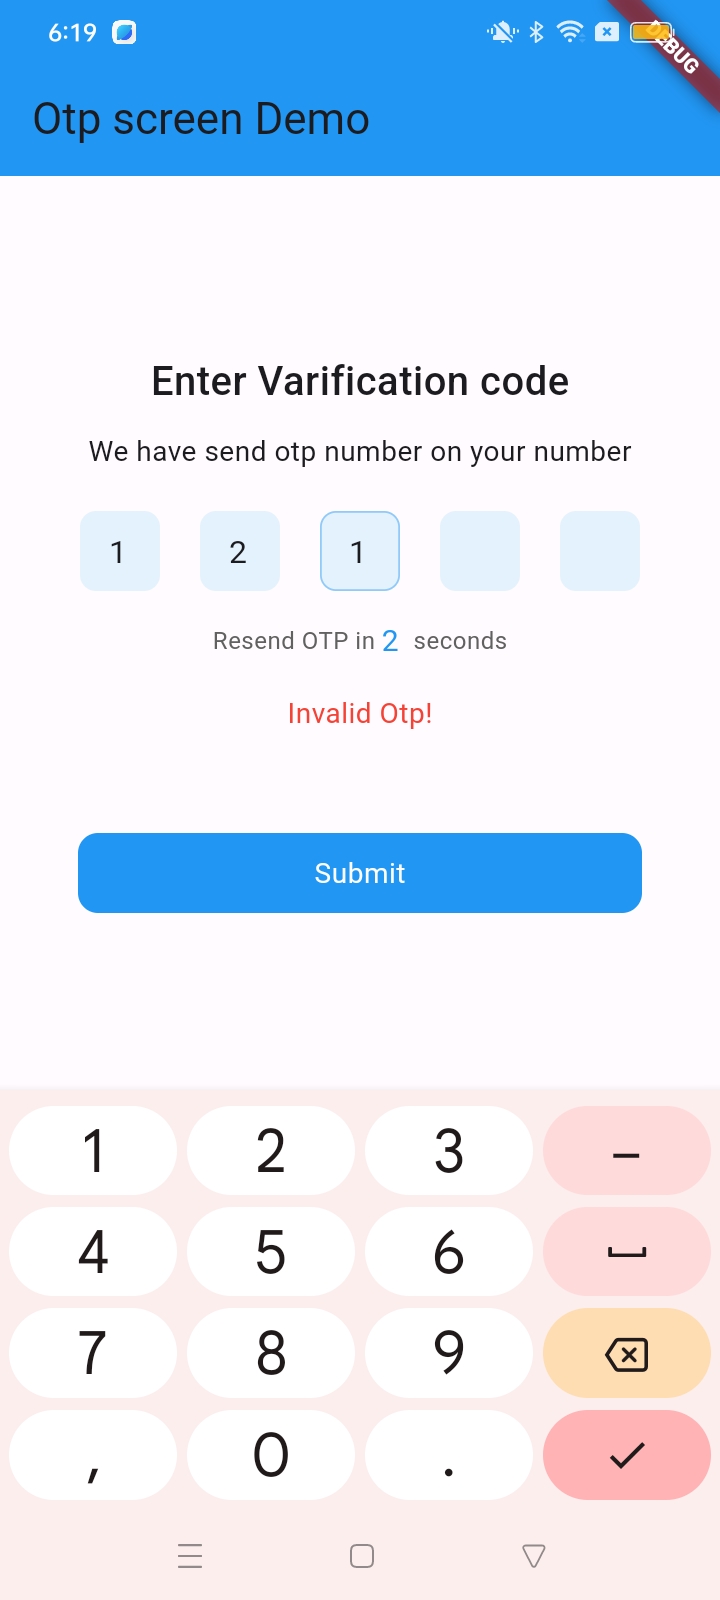 6:19
DEBUG
Otp screen Demo
Enter Varification code
We have send otp number on your number
1 2 1
Resend OTP in 2 seconds
Invalid Otp!
Submit
1 2 3 –
4 5 6
7 8 9
, 0 .